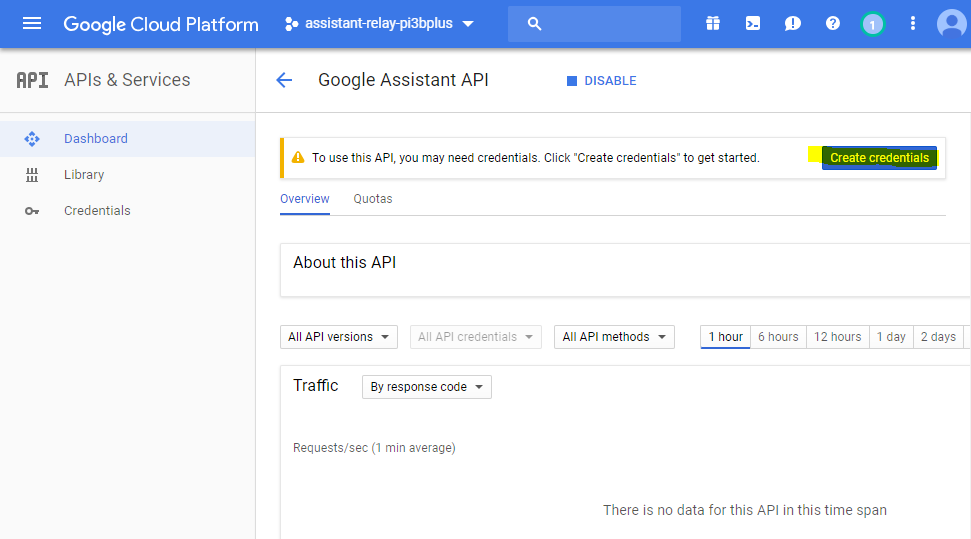 Google Cloud Platform
assistant-relay-pi3bplus
1
API APIs & Services
Google Assistant API
DISABLE
Dashboard
Library
Credentials
To use this API, you may need credentials. Click "Create credentials" to get started.
Create credentials
Overview
Quotas
About this API
All API versions
All API credentials
All API methods
1 hour
6 hours
12 hours
1 day
2 days
Traffic
By response code
Requests/sec (1 min average)
There is no data for this API in this time span